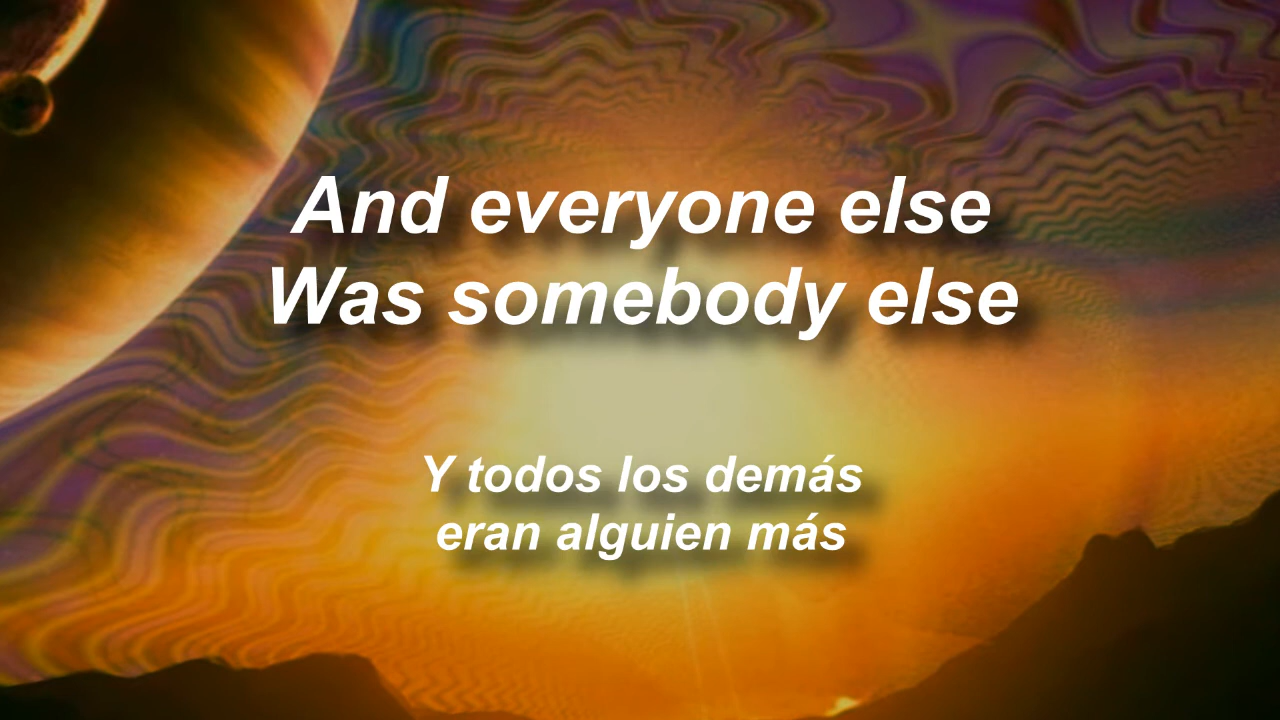 And everyone else
Was somebody else
Y todos los demás
eran alguien más